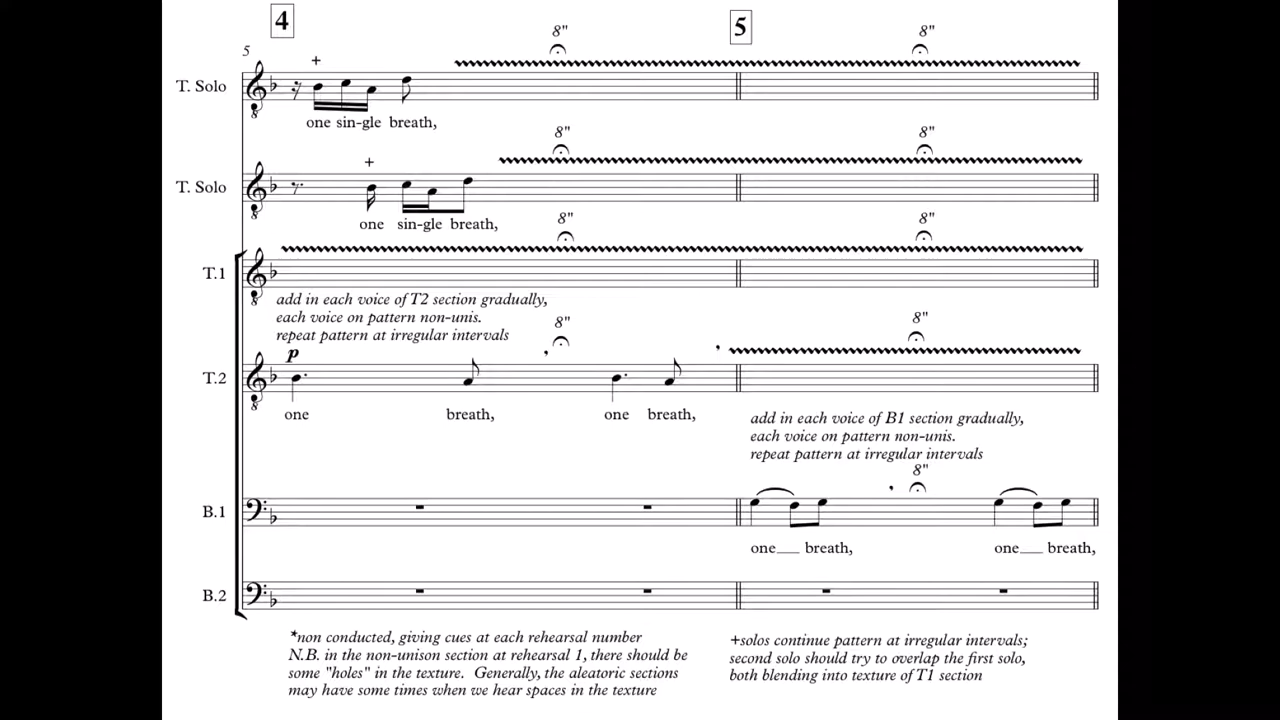 4
5
5
8"
8"
T. Solo
+
one sin-gle breath,
8"
8"
T. Solo
+
one sin-gle breath,
8"
8"
T.1
add in each voice of T2 section gradually,
each voice on pattern non-unis.
repeat pattern at irregular intervals
8"
8"
p
T.2
one breath, one breath,
add in each voice of B1 section gradually,
each voice on pattern non-unis.
repeat pattern at irregular intervals
8"
B.1
one___ breath, one___ breath,
B.2
*non conducted, giving cues at each rehearsal number
N.B. in the non-unison section at rehearsal 1, there should be
some "holes" in the texture. Generally, the aleatoric sections
may have some times when we hear spaces in the texture
+solos continue pattern at irregular intervals;
second solo should try to overlap the first solo,
both blending into texture of T1 section